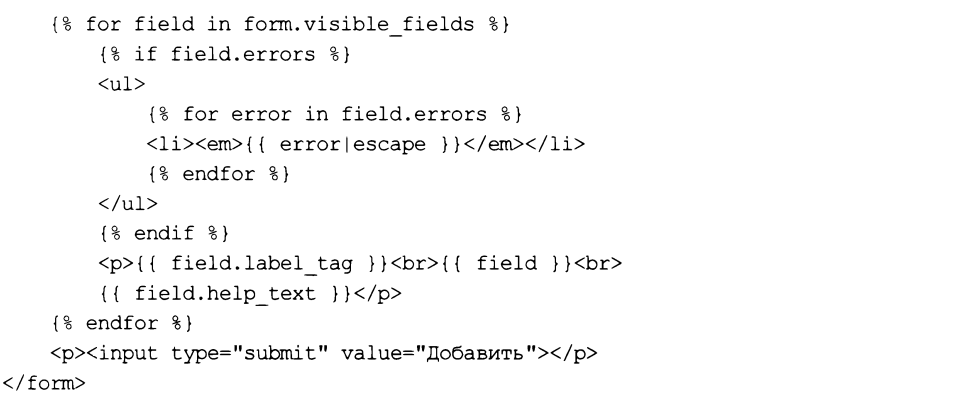 {% for field in form.visible_fields %}
{% if field.errors %}
<ul>
{% for error in field.errors %}
<li><em>{{ error|escape }}</em></li>
{% endfor %}
</ul>
{% endif %}
<p>{{ field.label_tag }}<br>{{ field }}<br>
{{ field.help_text }}</p>
{% endfor %}
<p><input type="submit" value="Добавить"></p>
</form>